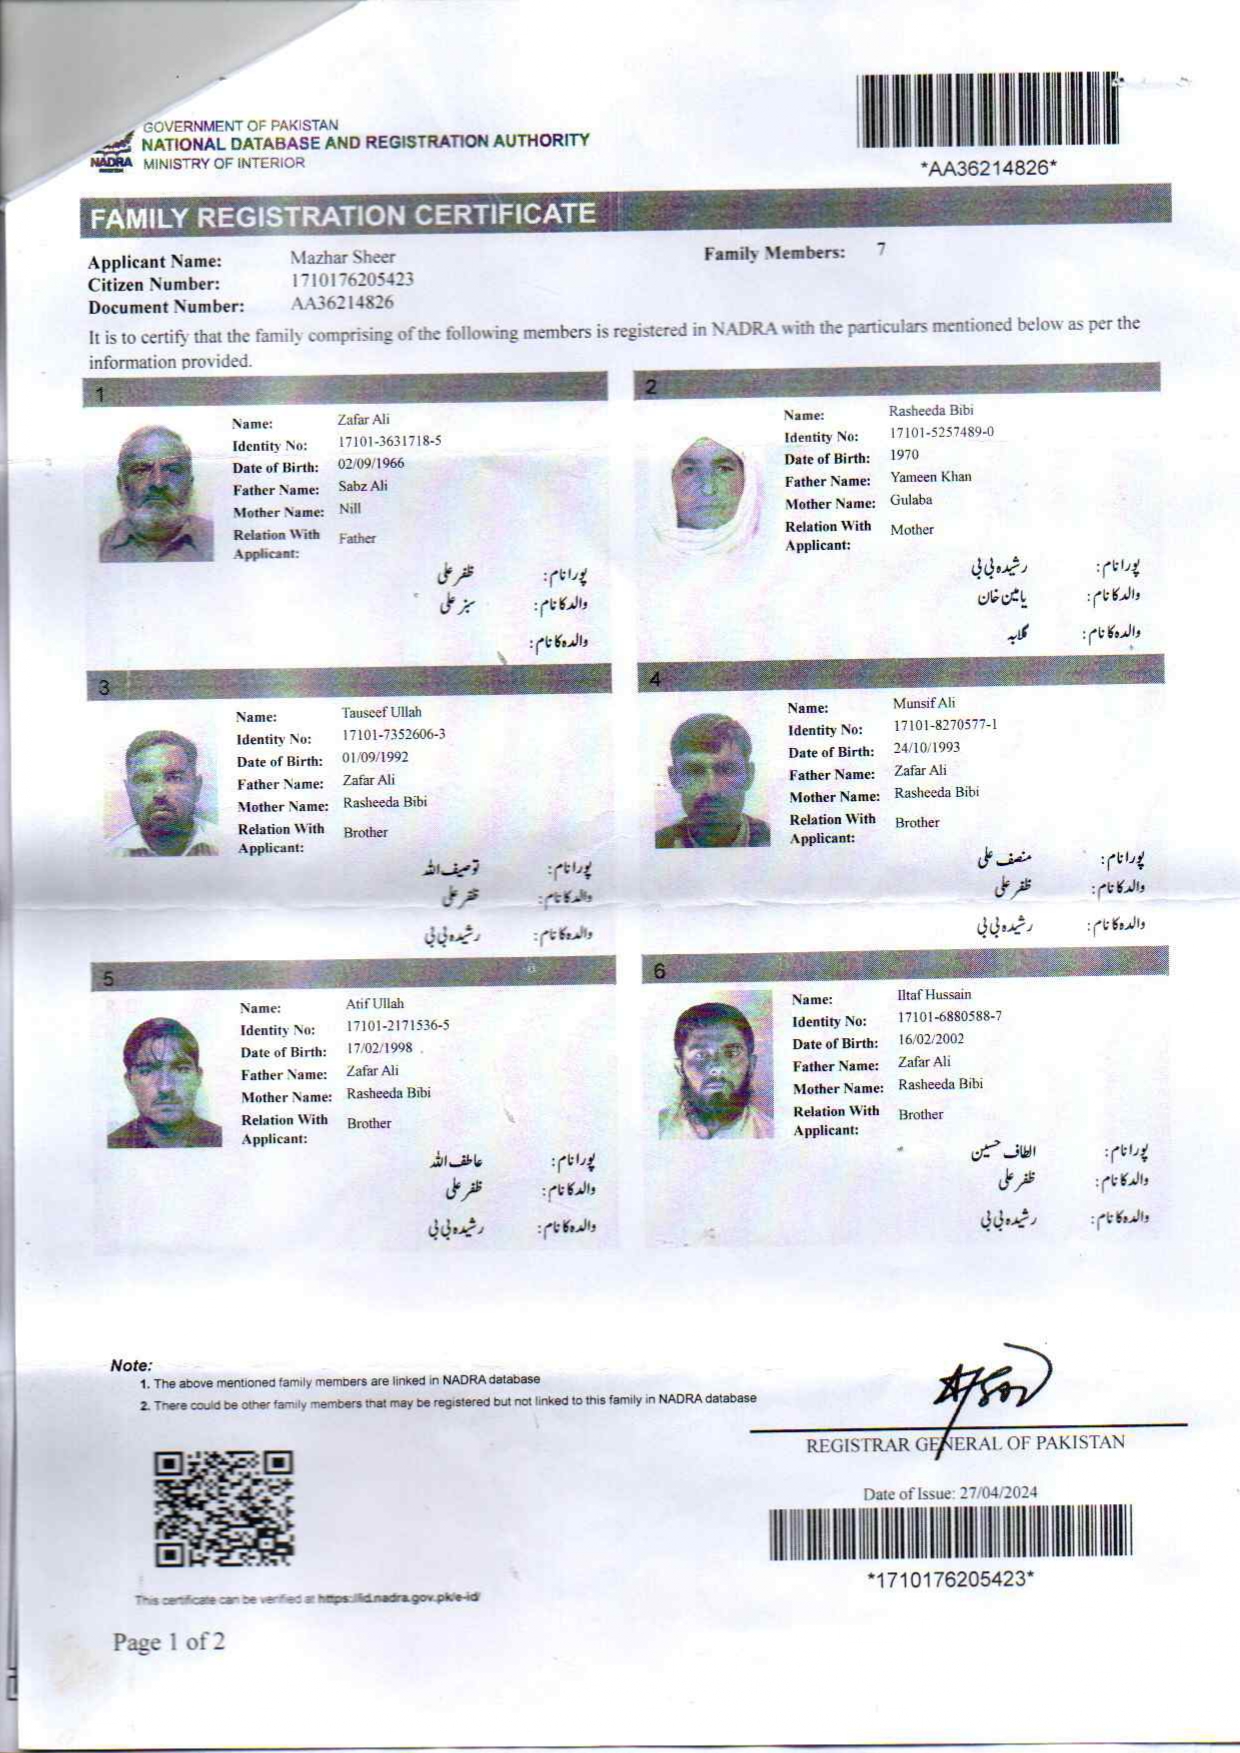 GOVERNMENT OF PAKISTAN
NATIONAL DATABASE AND REGISTRATION AUTHORITY
NADRA MINISTRY OF INTERIOR
*AA36214826*
FAMILY REGISTRATION CERTIFICATE
Applicant Name: Mazhar Sheer
Family Members: 7
Citizen Number: 1710176205423
Document Number: AA36214826
It is to certify that the family comprising of the following members is registered in NADRA with the particulars mentioned below as per the
information provided.
1
Name: Zafar Ali
Identity No: 17101-3631718-5
Date of Birth: 02/09/1966
Father Name: Sabz Ali
Mother Name: Nill
Relation With Applicant: Father
پورا نام: ظفر علی
والد کا نام: سبز علی
والدہ کا نام:
2
Name: Rasheeda Bibi
Identity No: 17101-5257489-0
Date of Birth: 1970
Father Name: Yameen Khan
Mother Name: Gulaba
Relation With Applicant: Mother
پورا نام: رشیدہ بی بی
والد کا نام: یامین خان
والدہ کا نام: گلابہ
3
Name: Tauseef Ullah
Identity No: 17101-7352606-3
Date of Birth: 01/09/1992
Father Name: Zafar Ali
Mother Name: Rasheeda Bibi
Relation With Applicant: Brother
پورا نام: توصیف اللہ
والد کا نام: ظفر علی
والدہ کا نام: رشیدہ بی بی
4
Name: Munsif Ali
Identity No: 17101-8270577-1
Date of Birth: 24/10/1993
Father Name: Zafar Ali
Mother Name: Rasheeda Bibi
Relation With Applicant: Brother
پورا نام: منصف علی
والد کا نام: ظفر علی
والدہ کا نام: رشیدہ بی بی
5
Name: Atif Ullah
Identity No: 17101-2171536-5
Date of Birth: 17/02/1998
Father Name: Zafar Ali
Mother Name: Rasheeda Bibi
Relation With Applicant: Brother
پورا نام: عاطف اللہ
والد کا نام: ظفر علی
والدہ کا نام: رشیدہ بی بی
6
Name: Iltaf Hussain
Identity No: 17101-6880588-7
Date of Birth: 16/02/2002
Father Name: Zafar Ali
Mother Name: Rasheeda Bibi
Relation With Applicant: Brother
پورا نام: الطاف حسین
والد کا نام: ظفر علی
والدہ کا نام: رشیدہ بی بی
Note:
1. The above mentioned family members are linked in NADRA database
2. There could be other family members that may be registered but not linked to this family in NADRA database
REGISTRAR GENERAL OF PAKISTAN
Date of Issue: 27/04/2024
*1710176205423*
This certificate can be verified at https://id.nadra.gov.pk/e-id/
Page 1 of 2